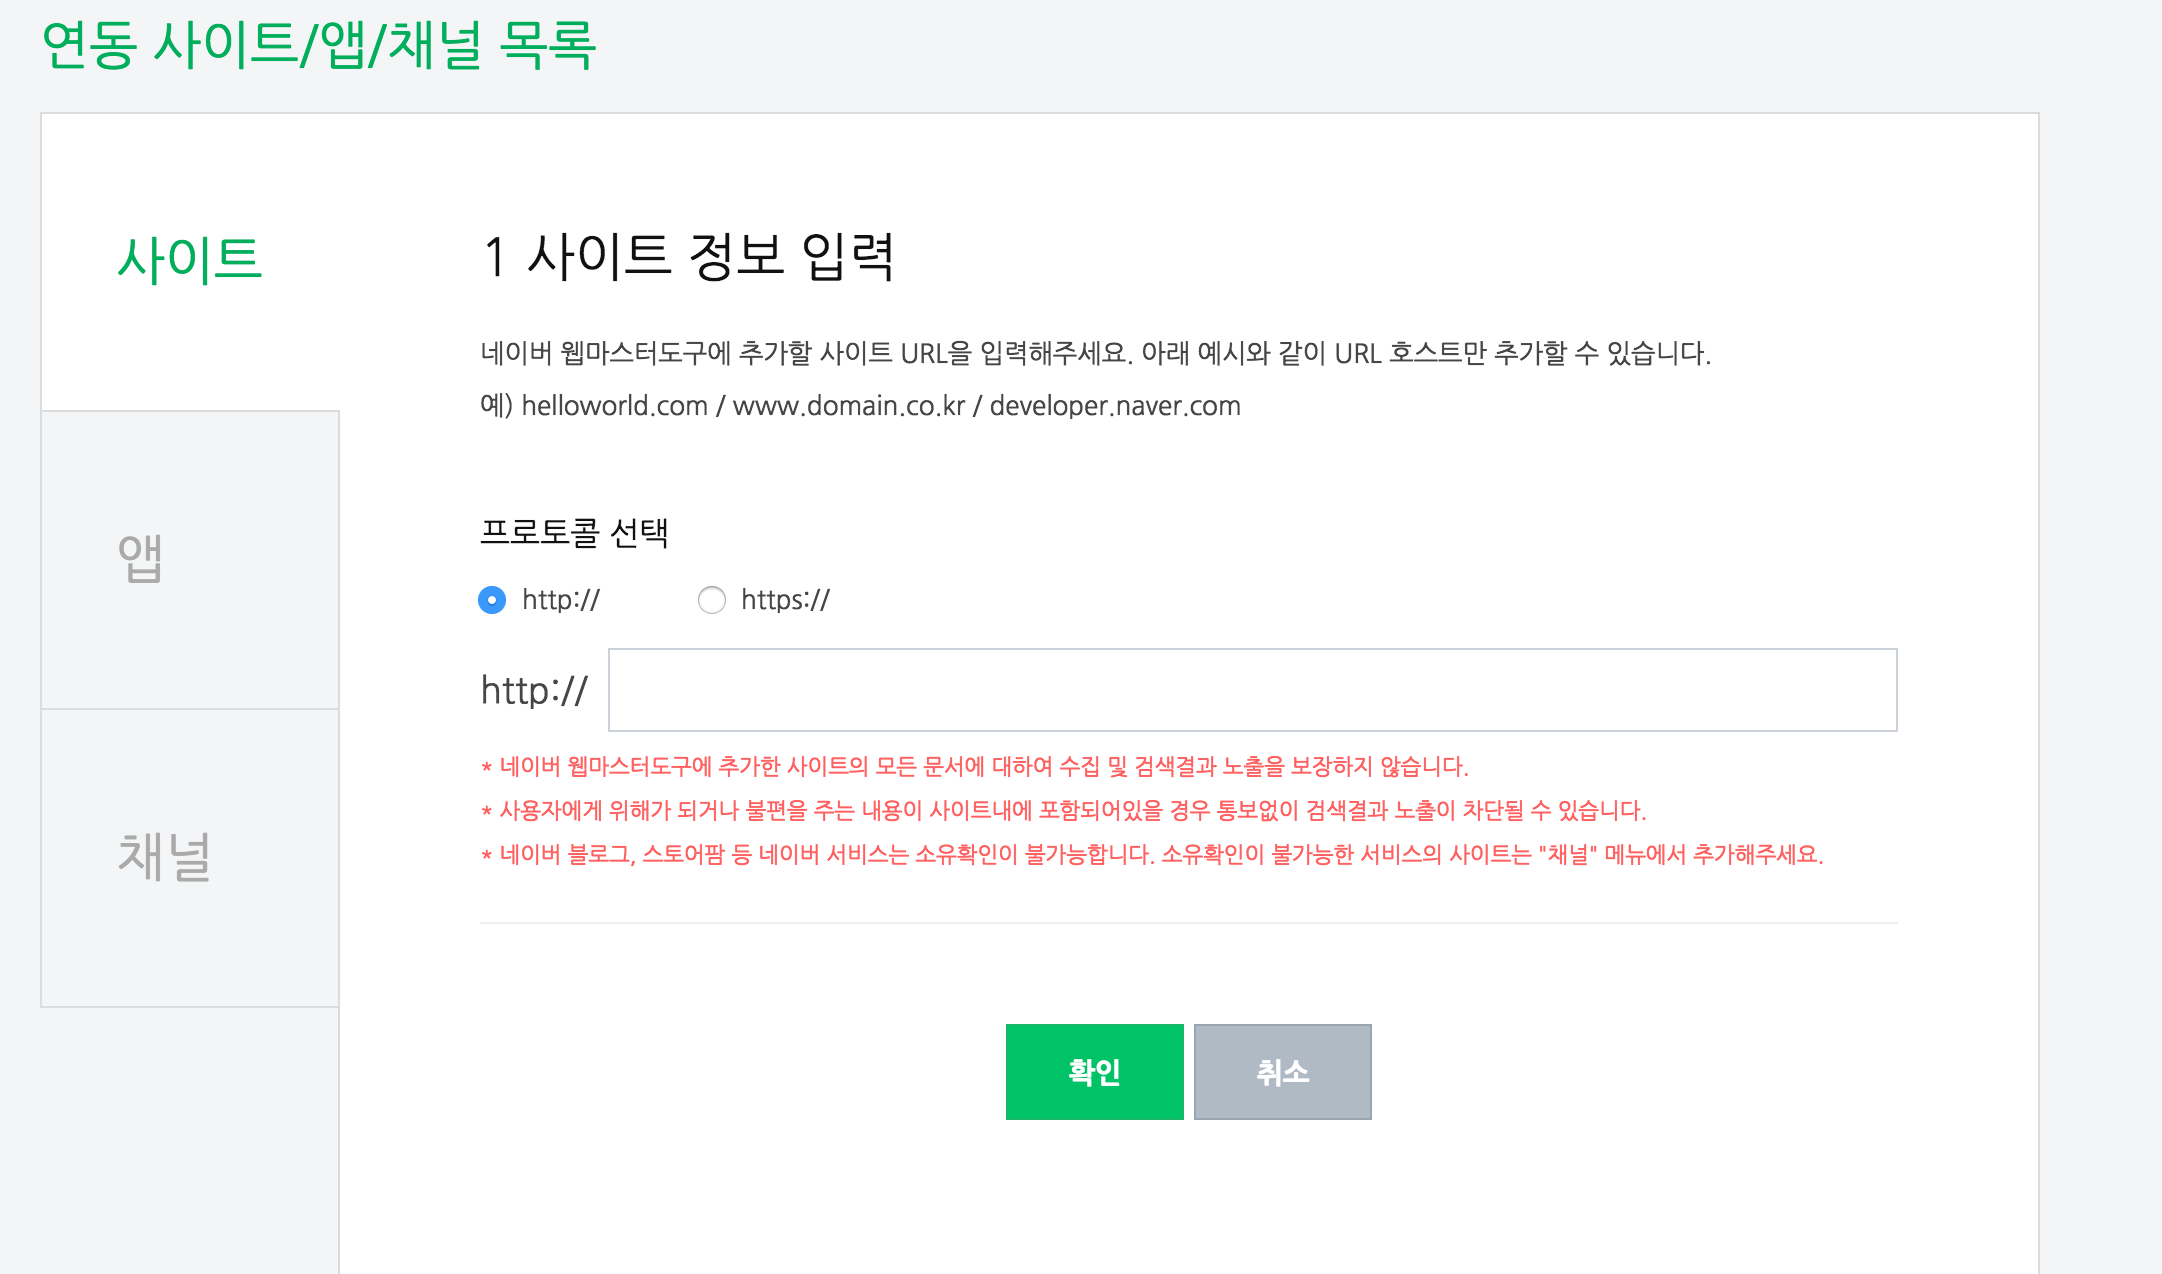 연동 사이트/앱/채널 목록
사이트
앱
채널
1 사이트 정보 입력
네이버 웹마스터도구에 추가할 사이트 URL을 입력해주세요. 아래 예시와 같이 URL 호스트만 추가할 수 있습니다.
예) helloworld.com / www.domain.co.kr / developer.naver.com
프로토콜 선택
http:// https://
http://
* 네이버 웹마스터도구에 추가한 사이트의 모든 문서에 대하여 수집 및 검색결과 노출을 보장하지 않습니다.
* 사용자에게 위해가 되거나 불편을 주는 내용이 사이트내에 포함되어있을 경우 통보없이 검색결과 노출이 차단될 수 있습니다.
* 네이버 블로그, 스토어팜 등 네이버 서비스는 소유확인이 불가능합니다. 소유확인이 불가능한 서비스의 사이트는 "채널" 메뉴에서 추가해주세요.
확인 취소